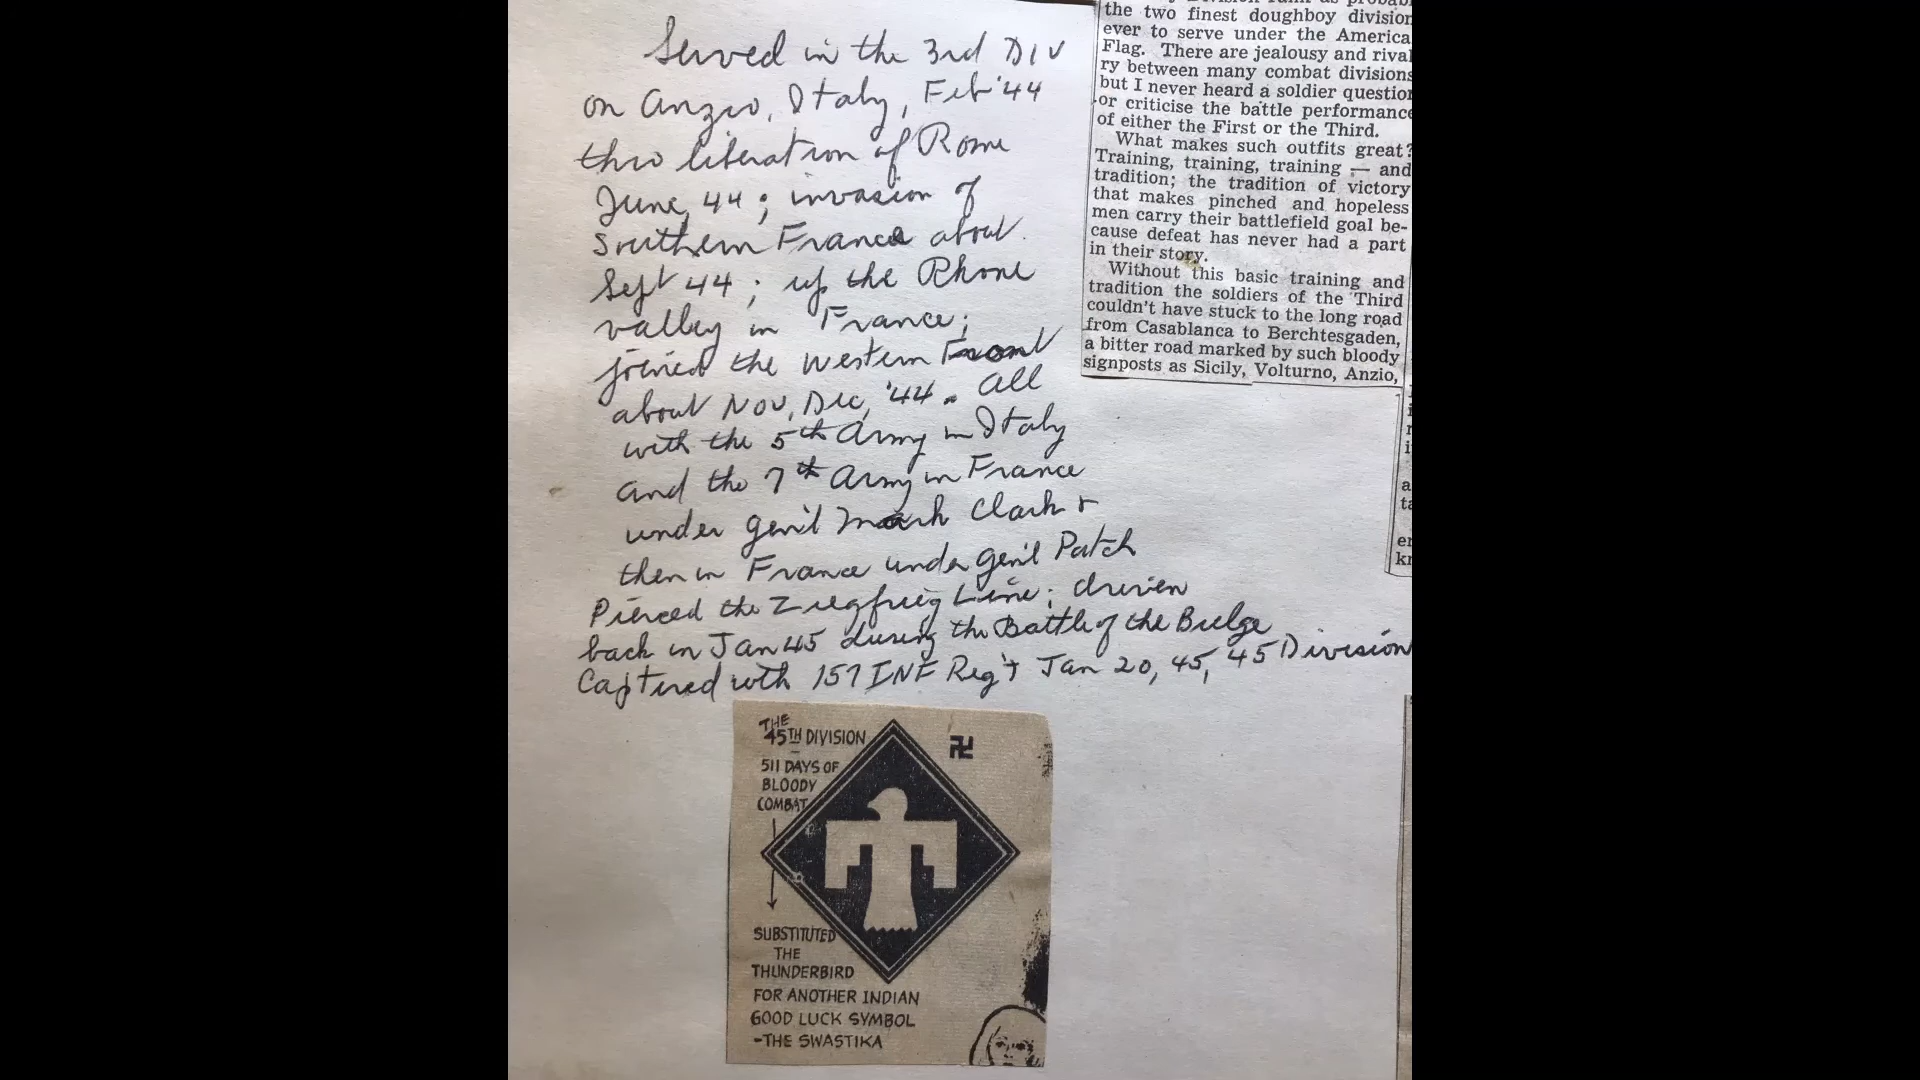 Served in the 3rd DIV
on Anzio, Italy, Feb '44
thro liberation of Rome
June, 44; invasion of
southern France about
Sept 44; up the Rhone
valley in France;
joined the Western Front
about Nov, Dec, '44. All
with the 5th Army in Italy
and the 7th Army in France
under gen'l Mark Clark &
then in France under gen'l Patch
Pierced the Ziegfrieg Line; driven
back in Jan 45 during the Battle of the Bulge
Captured with 157 INF Reg't Jan 20, 45, 45 Division
the two finest doughboy division
ever to serve under the America
Flag. There are jealousy and rival
ry between many combat divisions
but I never heard a soldier question
or criticise the battle performance
of either the First or the Third.
What makes such outfits great?
Training, training, training — and
tradition; the tradition of victory
that makes pinched and hopeless
men carry their battlefield goal be-
cause defeat has never had a part
in their story.
Without this basic training and
tradition the soldiers of the Third
couldn't have stuck to the long road
from Casablanca to Berchtesgaden,
a bitter road marked by such bloody
signposts as Sicily, Volturno, Anzio,
THE
45TH DIVISION
511 DAYS OF
BLOODY
COMBAT
SUBSTITUTED
THE
THUNDERBIRD
FOR ANOTHER INDIAN
GOOD LUCK SYMBOL
-THE SWASTIKA